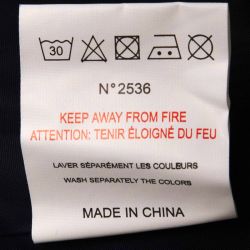 30
N°2536
KEEP AWAY FROM FIRE
ATTENTION: TENIR ÉLOIGNÉ DU FEU
LAVER SÉPARÉMENT LES COULEURS
WASH SEPARATELY THE COLORS
MADE IN CHINA